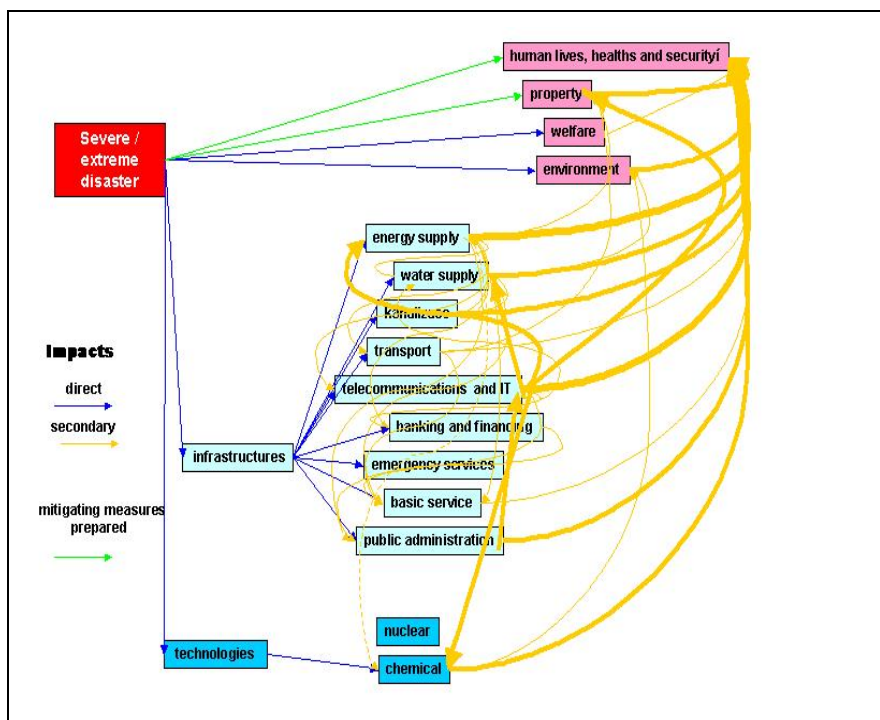 human lives, healths and securityí
property
Severe /
extreme
disaster
welfare
environment
energy supply
water supply
kanalizace
transport
Impacts
direct
telecommunications and IT
secondary
banking and financing
infrastructures
emergency services
basic service
mitigating measures
prepared
public administration
nuclear
technologies
chemical